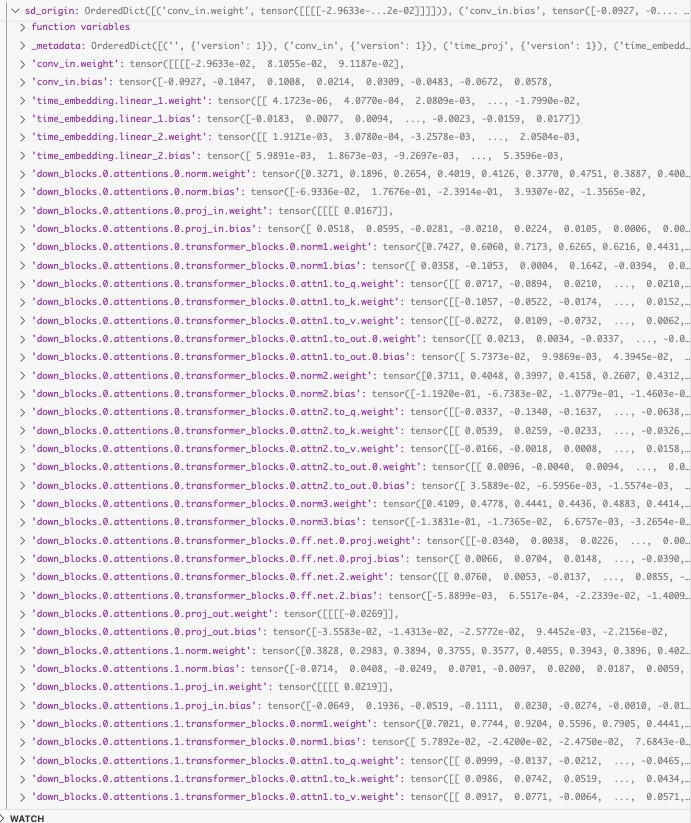 sd_origin: OrderedDict([('conv_in.weight', tensor([[[[-2.9633e-...2e-02]]]])), ('conv_in.bias', tensor([-0.0927, -0.... …
function variables
_metadata: OrderedDict([('', {'version': 1}), ('conv_in', {'version': 1}), ('time_proj', {'version': 1}), ('time_embedd…
'conv_in.weight': tensor([[[[-2.9633e-02, 8.1055e-02, 9.1187e-02],
'conv_in.bias': tensor([-0.0927, -0.1047, 0.1008, 0.0214, 0.0309, -0.0483, -0.0672, 0.0578,
'time_embedding.linear_1.weight': tensor([[ 4.1723e-06, 4.0770e-04, 2.0809e-03, ..., -1.7990e-02,
'time_embedding.linear_1.bias': tensor([-0.0183, 0.0077, 0.0094, ..., -0.0023, -0.0159, 0.0177])
'time_embedding.linear_2.weight': tensor([[ 1.9121e-03, 3.0780e-04, -3.2578e-03, ..., 2.0504e-03,
'time_embedding.linear_2.bias': tensor([ 5.9891e-03, 1.8673e-03, -9.2697e-03, ..., 5.3596e-03,
'down_blocks.0.attentions.0.norm.weight': tensor([0.3271, 0.1896, 0.2654, 0.4019, 0.4126, 0.3770, 0.4751, 0.3887, 0.400…
'down_blocks.0.attentions.0.norm.bias': tensor([-6.9336e-02, 1.7676e-01, -2.3914e-01, 3.9307e-02, -1.3565e-02,
'down_blocks.0.attentions.0.proj_in.weight': tensor([[[[ 0.0167]],
'down_blocks.0.attentions.0.proj_in.bias': tensor([ 0.0518, 0.0595, -0.0281, -0.0210, 0.0224, 0.0105, 0.0006, 0.00…
'down_blocks.0.attentions.0.transformer_blocks.0.norm1.weight': tensor([0.7427, 0.6060, 0.7173, 0.6265, 0.6216, 0.4431,…
'down_blocks.0.attentions.0.transformer_blocks.0.norm1.bias': tensor([ 0.0358, -0.1053, 0.0004, 0.1642, -0.0394, 0.0…
'down_blocks.0.attentions.0.transformer_blocks.0.attn1.to_q.weight': tensor([[ 0.0717, -0.0894, 0.0210, ..., 0.0210,…
'down_blocks.0.attentions.0.transformer_blocks.0.attn1.to_k.weight': tensor([[-0.1057, -0.0522, -0.0174, ..., 0.0152,…
'down_blocks.0.attentions.0.transformer_blocks.0.attn1.to_v.weight': tensor([[-0.0272, 0.0109, -0.0732, ..., 0.0062,…
'down_blocks.0.attentions.0.transformer_blocks.0.attn1.to_out.0.weight': tensor([[ 0.0213, 0.0034, -0.0337, ..., -0.0…
'down_blocks.0.attentions.0.transformer_blocks.0.attn1.to_out.0.bias': tensor([ 5.7373e-02, 9.9869e-03, 4.3945e-02, …
'down_blocks.0.attentions.0.transformer_blocks.0.norm2.weight': tensor([0.3711, 0.4048, 0.3997, 0.4158, 0.2607, 0.4312,…
'down_blocks.0.attentions.0.transformer_blocks.0.norm2.bias': tensor([-1.1920e-01, -6.7383e-02, -1.0779e-01, -1.4603e-0…
'down_blocks.0.attentions.0.transformer_blocks.0.attn2.to_q.weight': tensor([[-0.0337, -0.1340, -0.1637, ..., -0.0638,…
'down_blocks.0.attentions.0.transformer_blocks.0.attn2.to_k.weight': tensor([[ 0.0539, 0.0259, -0.0233, ..., -0.0326,…
'down_blocks.0.attentions.0.transformer_blocks.0.attn2.to_v.weight': tensor([[-0.0166, -0.0018, 0.0008, ..., 0.0158,…
'down_blocks.0.attentions.0.transformer_blocks.0.attn2.to_out.0.weight': tensor([[ 0.0096, -0.0040, 0.0094, ..., 0.0…
'down_blocks.0.attentions.0.transformer_blocks.0.attn2.to_out.0.bias': tensor([ 3.5889e-02, -6.5956e-03, -1.5574e-03, …
'down_blocks.0.attentions.0.transformer_blocks.0.norm3.weight': tensor([0.4109, 0.4778, 0.4441, 0.4436, 0.4883, 0.4414,…
'down_blocks.0.attentions.0.transformer_blocks.0.norm3.bias': tensor([-1.3831e-01, -1.7365e-02, 6.6757e-03, -3.2654e-0…
'down_blocks.0.attentions.0.transformer_blocks.0.ff.net.0.proj.weight': tensor([[-0.0340, 0.0038, 0.0226, ..., 0.00…
'down_blocks.0.attentions.0.transformer_blocks.0.ff.net.0.proj.bias': tensor([ 0.0066, 0.0704, 0.0148, ..., -0.0390,…
'down_blocks.0.attentions.0.transformer_blocks.0.ff.net.2.weight': tensor([[ 0.0760, 0.0053, -0.0137, ..., 0.0855, -…
'down_blocks.0.attentions.0.transformer_blocks.0.ff.net.2.bias': tensor([-5.8899e-03, 6.5517e-04, -2.2339e-02, -1.4009…
'down_blocks.0.attentions.0.proj_out.weight': tensor([[[[-0.0269]],
'down_blocks.0.attentions.0.proj_out.bias': tensor([-3.5583e-02, -1.4313e-02, -2.5772e-02, 9.4452e-03, -2.2156e-02,
'down_blocks.0.attentions.1.norm.weight': tensor([0.3828, 0.2983, 0.3894, 0.3755, 0.3577, 0.4055, 0.3943, 0.3896, 0.402…
'down_blocks.0.attentions.1.norm.bias': tensor([-0.0714, 0.0408, -0.0249, 0.0701, -0.0097, 0.0200, 0.0187, 0.0059,
'down_blocks.0.attentions.1.proj_in.weight': tensor([[[[ 0.0219]],
'down_blocks.0.attentions.1.proj_in.bias': tensor([-0.0649, 0.1936, -0.0519, -0.1111, 0.0230, -0.0274, -0.0010, -0.01…
'down_blocks.0.attentions.1.transformer_blocks.0.norm1.weight': tensor([0.7021, 0.7744, 0.9204, 0.5596, 0.7905, 0.4441,…
'down_blocks.0.attentions.1.transformer_blocks.0.norm1.bias': tensor([ 5.7892e-02, -2.4200e-02, -2.4750e-02, 7.6843e-0…
'down_blocks.0.attentions.1.transformer_blocks.0.attn1.to_q.weight': tensor([[ 0.0999, -0.0137, -0.0212, ..., -0.0465,…
'down_blocks.0.attentions.1.transformer_blocks.0.attn1.to_k.weight': tensor([[ 0.0986, 0.0742, 0.0519, ..., 0.0434,…
'down_blocks.0.attentions.1.transformer_blocks.0.attn1.to_v.weight': tensor([[ 0.0917, 0.0771, -0.0064, ..., 0.0571,…
WATCH